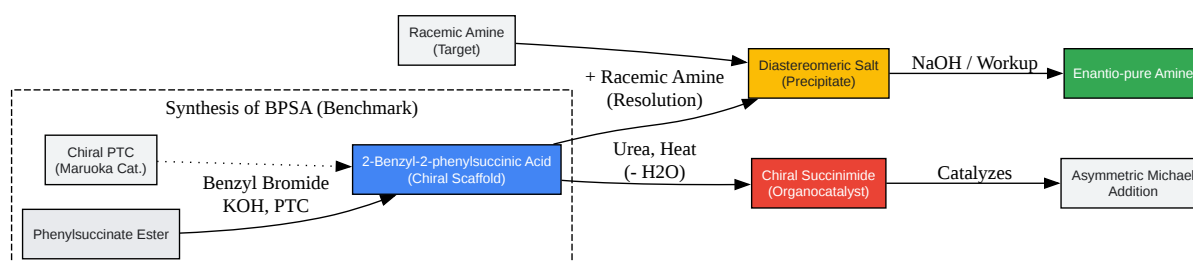 Racemic Amine
(Target)
Diastereomeric Salt
(Precipitate)
NaOH / Workup
Enantio-pure Amine
+ Racemic Amine
(Resolution)
Synthesis of BPSA (Benchmark)
Chiral PTC
(Maruoka Cat.)
2-Benzyl-2-phenylsuccinic Acid
(Chiral Scaffold)
Urea, Heat
(- H2O)
Chiral Succinimide
(Organocatalyst)
Catalyzes
Asymmetric Michael
Addition
Benzyl Bromide
KOH, PTC
Phenylsuccinate Ester